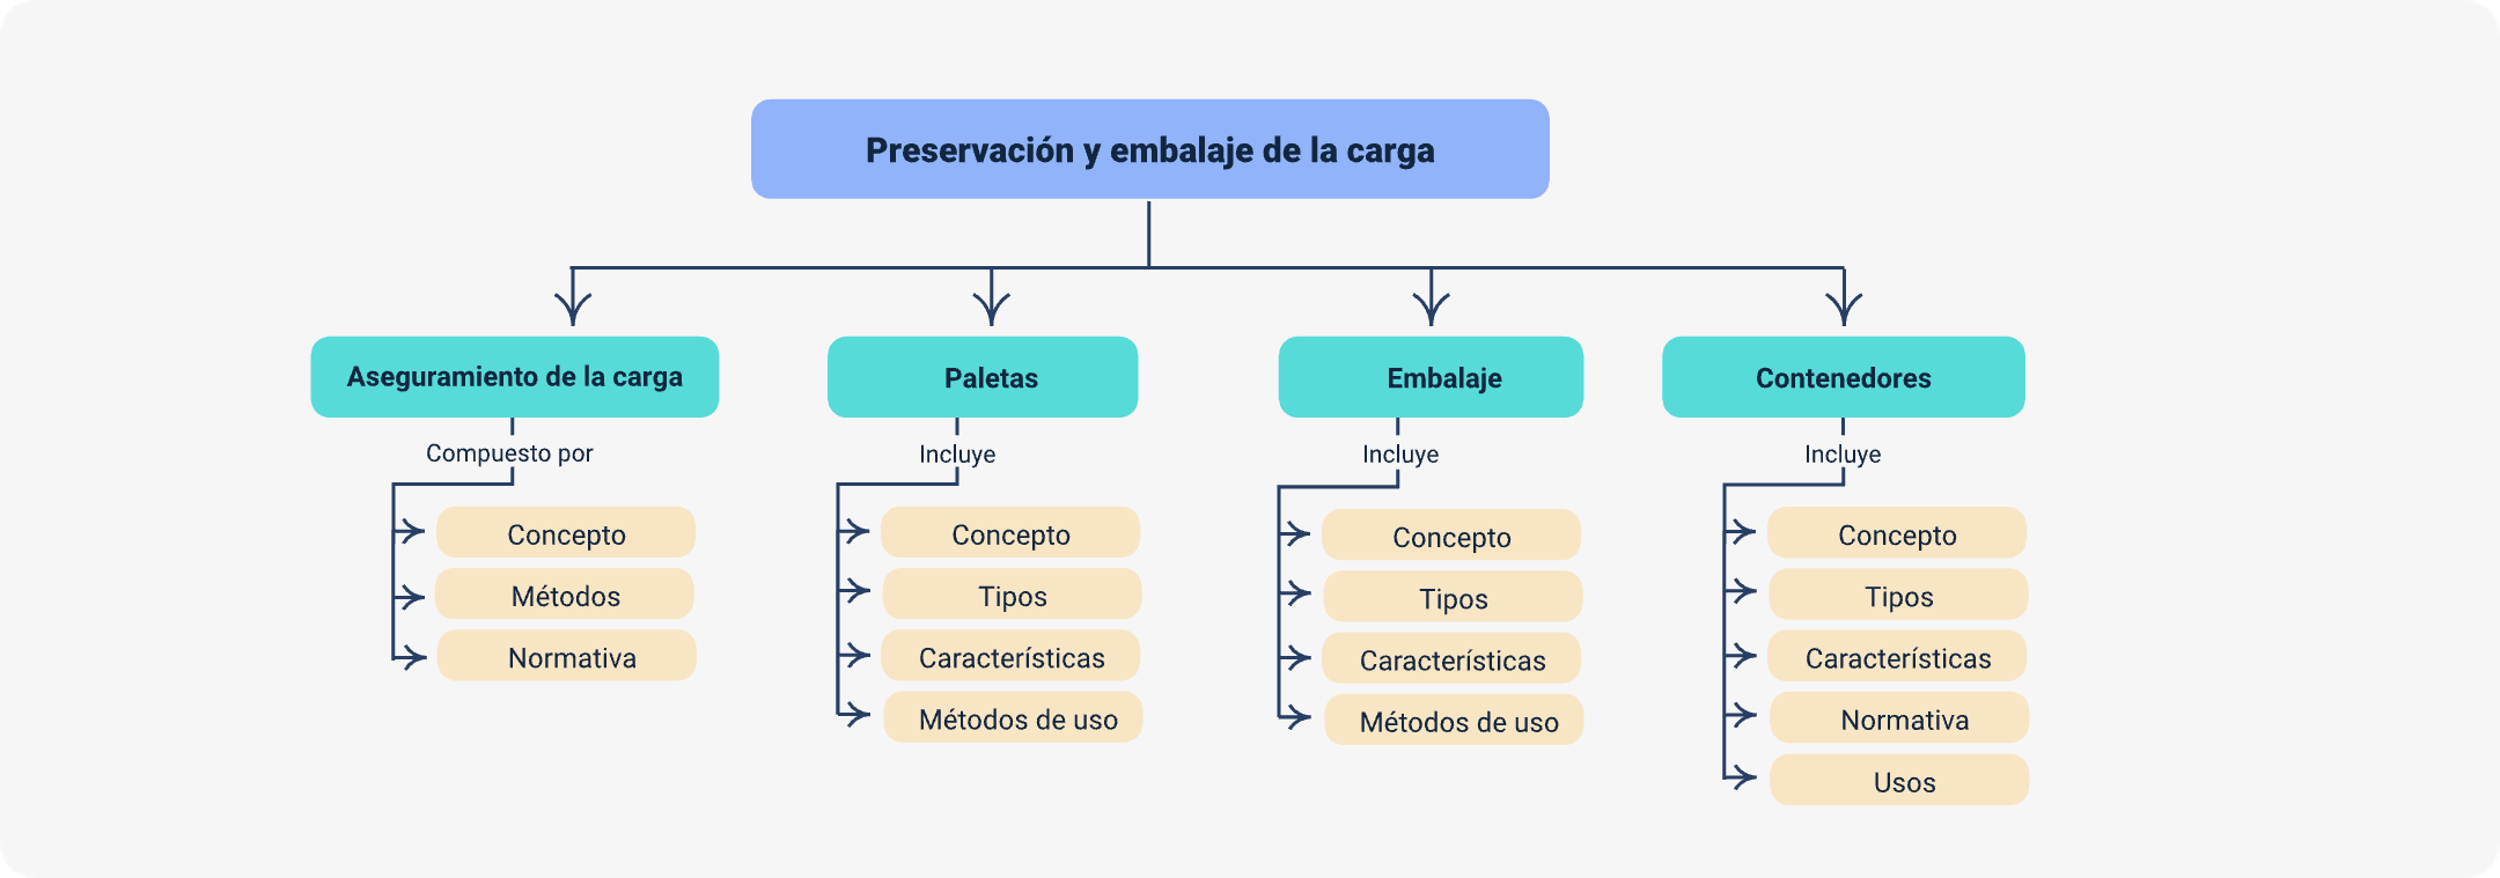 Preservación y embalaje de la carga
Aseguramiento de la carga
Compuesto por
Concepto
Métodos
Normativa
Paletas
Incluye
Concepto
Tipos
Características
Métodos de uso
Embalaje
Incluye
Concepto
Tipos
Características
Métodos de uso
Contenedores
Incluye
Concepto
Tipos
Características
Normativa
Usos